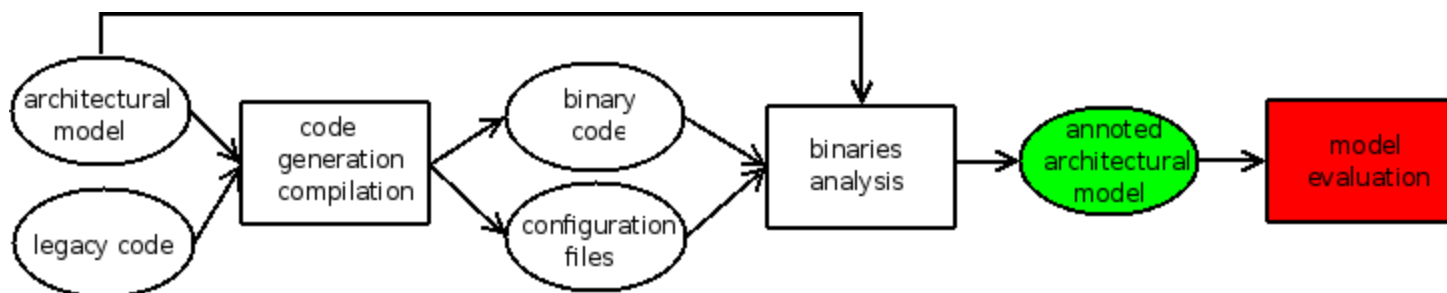 architectural
model
legacy code
code
generation
compilation
binary
code
configuration
files
binaries
analysis
annoted
architectural
model
model
evaluation